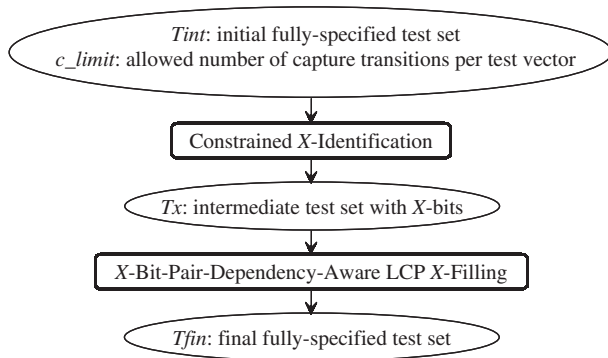 Tint: initial fully-specified test set
c_limit: allowed number of capture transitions per test vector
Constrained X-Identification
Tx: intermediate test set with X-bits
X-Bit-Pair-Dependency-Aware LCP X-Filling
Tfin: final fully-specified test set